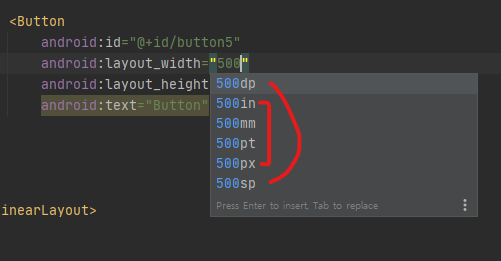 <Button
android:id="@+id/button5"
android:layout_width="500"
android:layout_height
android:text="Button"
500dp
500in
500mm
500pt
500px
500sp
Press Enter to insert, Tab to replace
inearLayout>